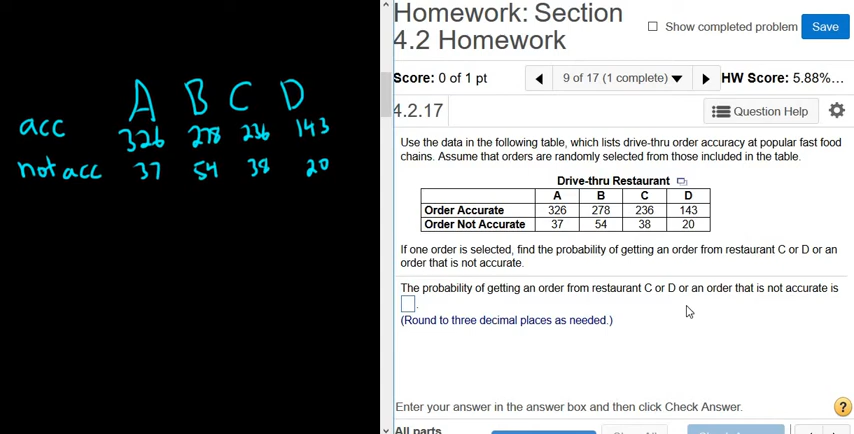 A B C D
acc 326 278 236 143
not acc 37 54 38 20
Homework: Section
4.2 Homework
Show completed problem
Save
Score: 0 of 1 pt
9 of 17 (1 complete)
HW Score: 5.88%...
4.2.17
Question Help
Use the data in the following table, which lists drive-thru order accuracy at popular fast food
chains. Assume that orders are randomly selected from those included in the table.
Drive-thru Restaurant
A B C D
Order Accurate 326 278 236 143
Order Not Accurate 37 54 38 20
If one order is selected, find the probability of getting an order from restaurant C or D or an
order that is not accurate.
The probability of getting an order from restaurant C or D or an order that is not accurate is
.
(Round to three decimal places as needed.)
Enter your answer in the answer box and then click Check Answer.
?
All parts